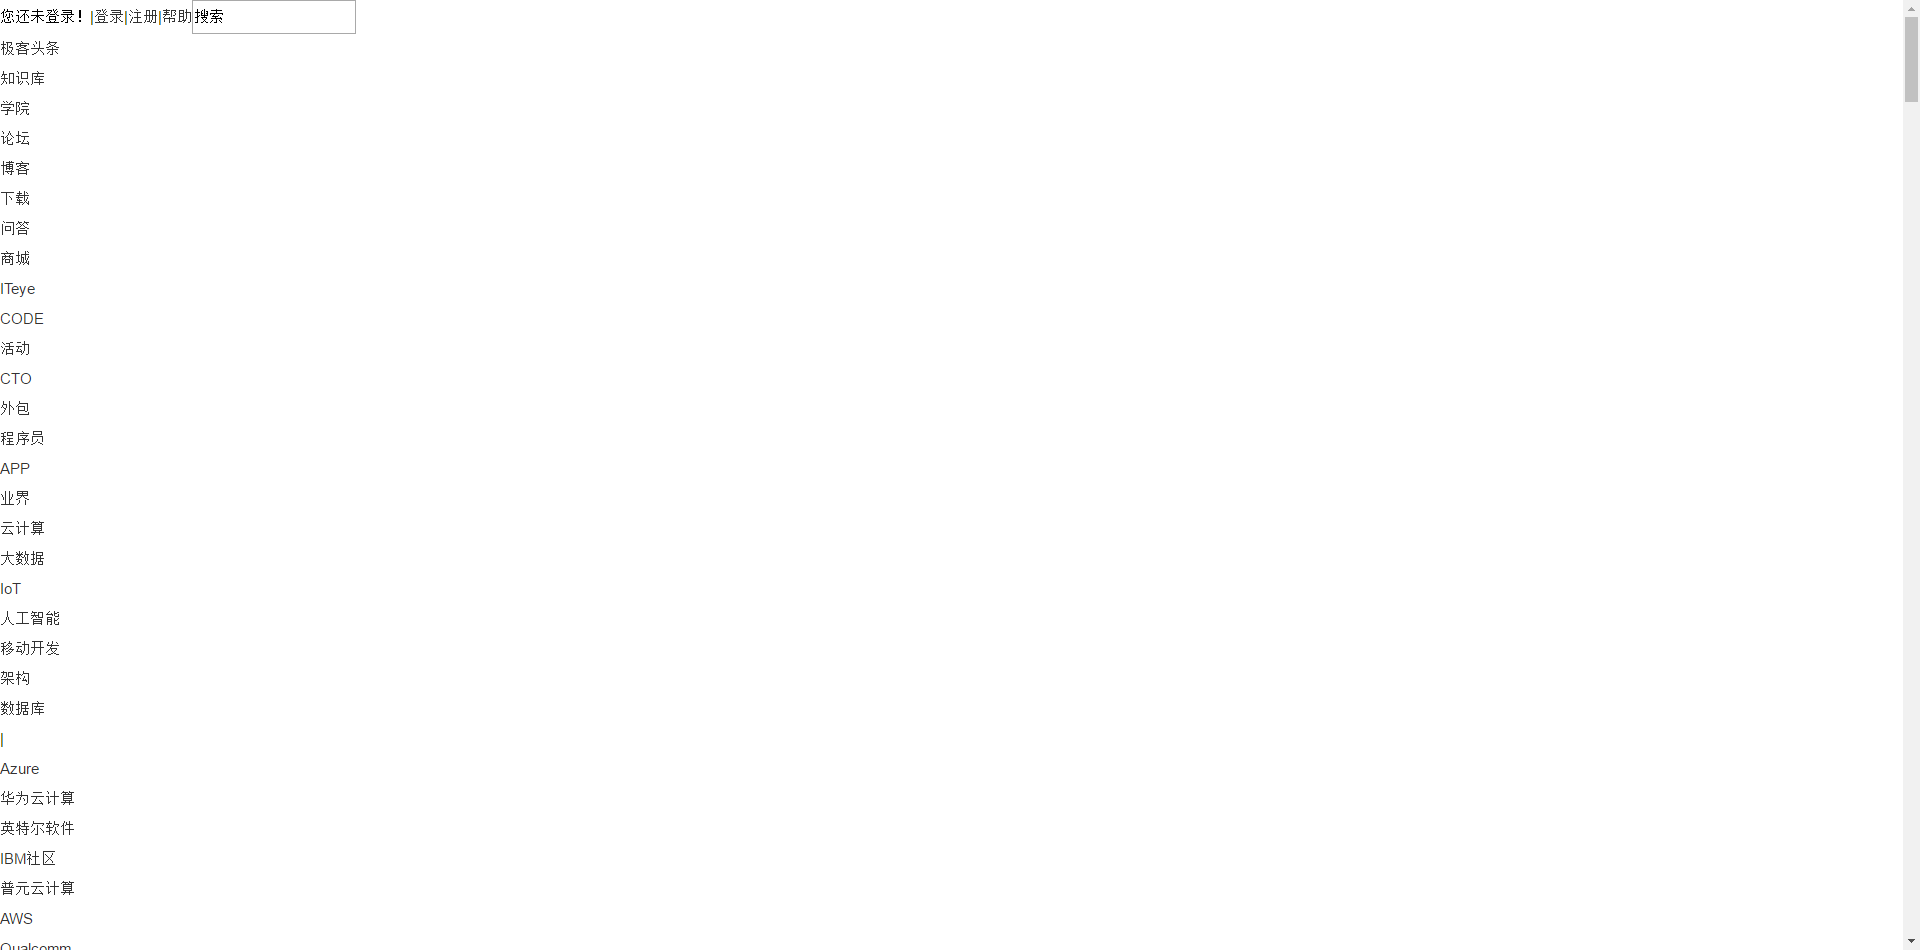 您还未登录！|登录|注册|帮助 搜索
极客头条
知识库
学院
论坛
博客
下载
问答
商城
ITeye
CODE
活动
CTO
外包
程序员
APP
业界
云计算
大数据
IoT
人工智能
移动开发
架构
数据库
|
Azure
华为云计算
英特尔软件
IBM社区
普元云计算
AWS
Qualcomm